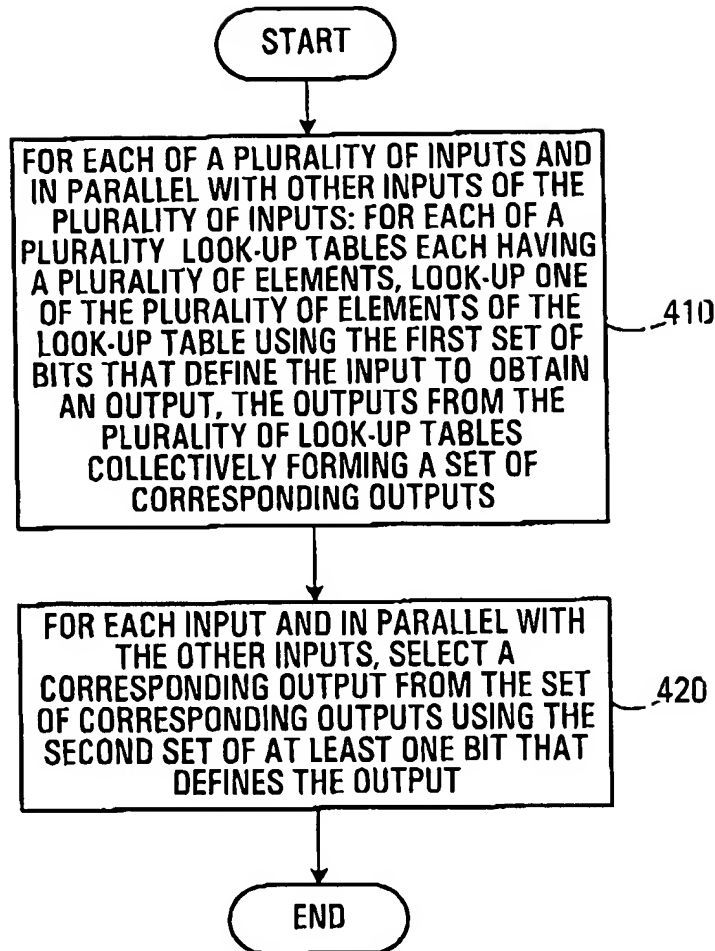 START
FOR EACH OF A PLURALITY OF INPUTS AND
IN PARALLEL WITH OTHER INPUTS OF THE
PLURALITY OF INPUTS: FOR EACH OF A
PLURALITY LOOK-UP TABLES EACH HAVING
A PLURALITY OF ELEMENTS, LOOK-UP ONE
OF THE PLURALITY OF ELEMENTS OF THE
LOOK-UP TABLE USING THE FIRST SET OF
BITS THAT DEFINE THE INPUT TO OBTAIN
AN OUTPUT, THE OUTPUTS FROM THE
PLURALITY OF LOOK-UP TABLES
COLLECTIVELY FORMING A SET OF
CORRESPONDING OUTPUTS
410
FOR EACH INPUT AND IN PARALLEL WITH
THE OTHER INPUTS, SELECT A
CORRESPONDING OUTPUT FROM THE SET
OF CORRESPONDING OUTPUTS USING THE
SECOND SET OF AT LEAST ONE BIT THAT
DEFINES THE OUTPUT
420
END